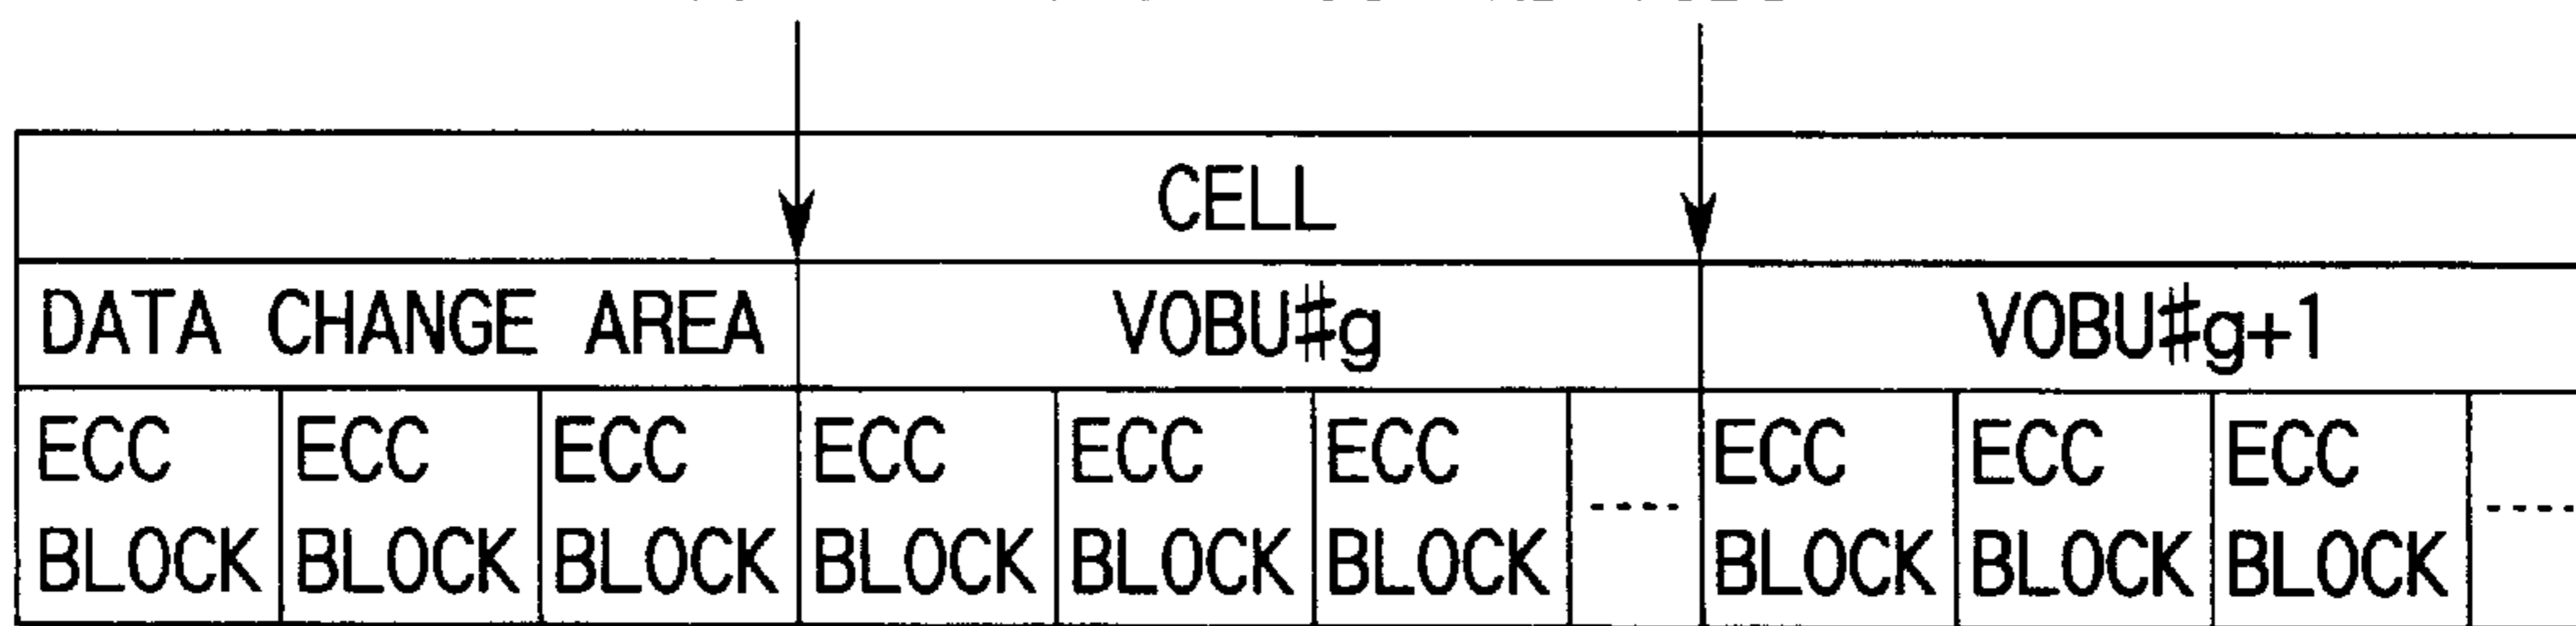 CELL
DATA CHANGE AREA VOBU#g VOBU#g+1
ECC ECC ECC ECC ECC ECC ECC ECC ECC
BLOCK BLOCK BLOCK BLOCK BLOCK BLOCK ---- BLOCK BLOCK BLOCK ----